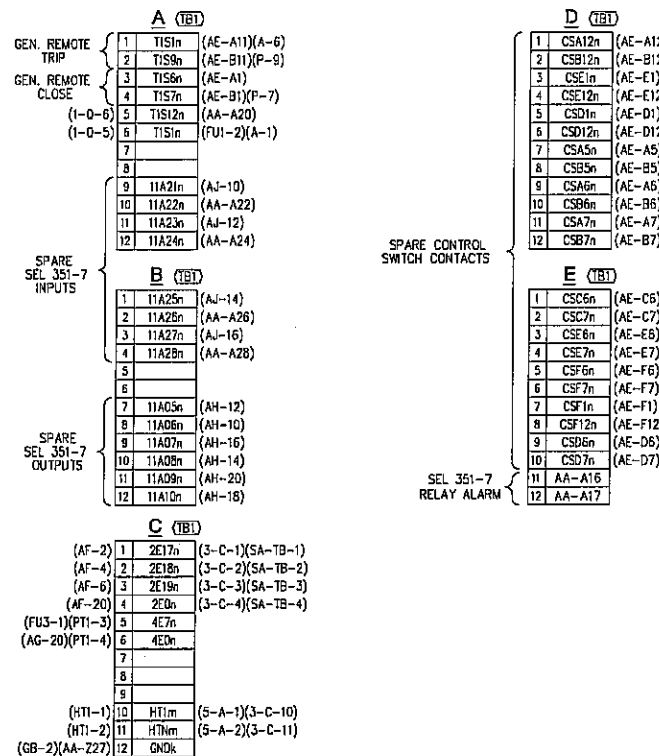 A (TB1)
GEN. REMOTE TRIP
1 T1S1n (AE-A11)(A-6)
2 T1S9n (AE-B11)(P-9)
GEN. REMOTE CLOSE
3 T1S6n (AE-A1)
4 T1S7n (AE-B1)(P-7)
(1-0-6) 5 T1S12n (AA-A20)
(1-0-5) 6 T1S1n (FU1-2)(A-1)
7
8
SPARE SEL 351-7 INPUTS
9 11A21n (AJ-10)
10 11A22n (AA-A22)
11 11A23n (AJ-12)
12 11A24n (AA-A24)
B (TB1)
1 11A25n (AJ-14)
2 11A26n (AA-A26)
3 11A27n (AJ-16)
4 11A28n (AA-A28)
5
6
SPARE SEL 351-7 OUTPUTS
7 11A05n (AH-12)
8 11A06n (AH-10)
9 11A07n (AH-16)
10 11A08n (AH-14)
11 11A09n (AH-20)
12 11A10n (AH-18)
C (TB1)
(AF-2) 1 2E17n (3-C-1)(SA-TB-1)
(AF-4) 2 2E18n (3-C-2)(SA-TB-2)
(AF-6) 3 2E19n (3-C-3)(SA-TB-3)
(AF-20) 4 2E0n (3-C-4)(SA-TB-4)
(FU3-1)(PT1-3) 5 4E7n
(AG-20)(PT1-4) 6 4E0n
7
8
9
(HT1-1) 10 HT1m (5-A-1)(3-C-10)
(HT1-2) 11 HTNm (5-A-2)(3-C-11)
(GB-2)(AA-Z27) 12 GNDk
D (TB1)
SPARE CONTROL SWITCH CONTACTS
1 CSA12n (AE-A12
2 CSB12n (AE-B12
3 CSE1n (AE-E1)
4 CSE12n (AE-E12
5 CSD1n (AE-D1)
6 CSD12n (AE-D12
7 CSA5n (AE-A5)
8 CSB5n (AE-B5)
9 CSA6n (AE-A6)
10 CSB6n (AE-B6)
11 CSA7n (AE-A7)
12 CSB7n (AE-B7)
E (TB1)
1 CSC6n (AE-C6)
2 CSC7n (AE-C7)
3 CSE6n (AE-E6)
4 CSE7n (AE-E7)
5 CSF6n (AE-F6)
6 CSF7n (AE-F7)
7 CSF1n (AE-F1)
8 CSF12n (AE-F12
9 CSD6n (AE-D6)
10 CSD7n (AE-D7)
SEL 351-7 RELAY ALARM
11 AA-A16
12 AA-A17